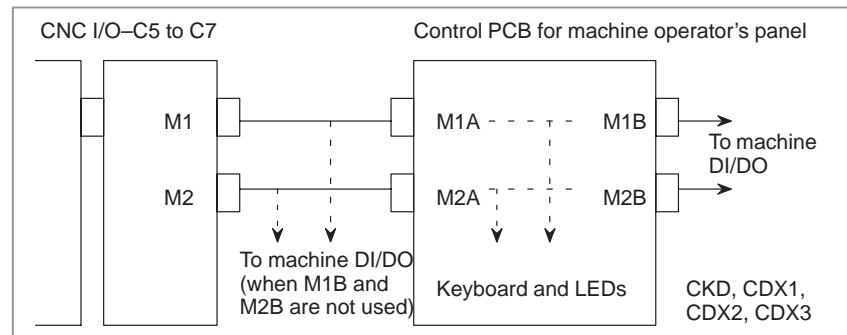 CNC I/O–C5 to C7
Control PCB for machine operator's panel
M1
M1A
M1B
To machine
DI/DO
M2
M2A
M2B
To machine DI/DO
(when M1B and
M2B are not used)
Keyboard and LEDs
CKD, CDX1,
CDX2, CDX3